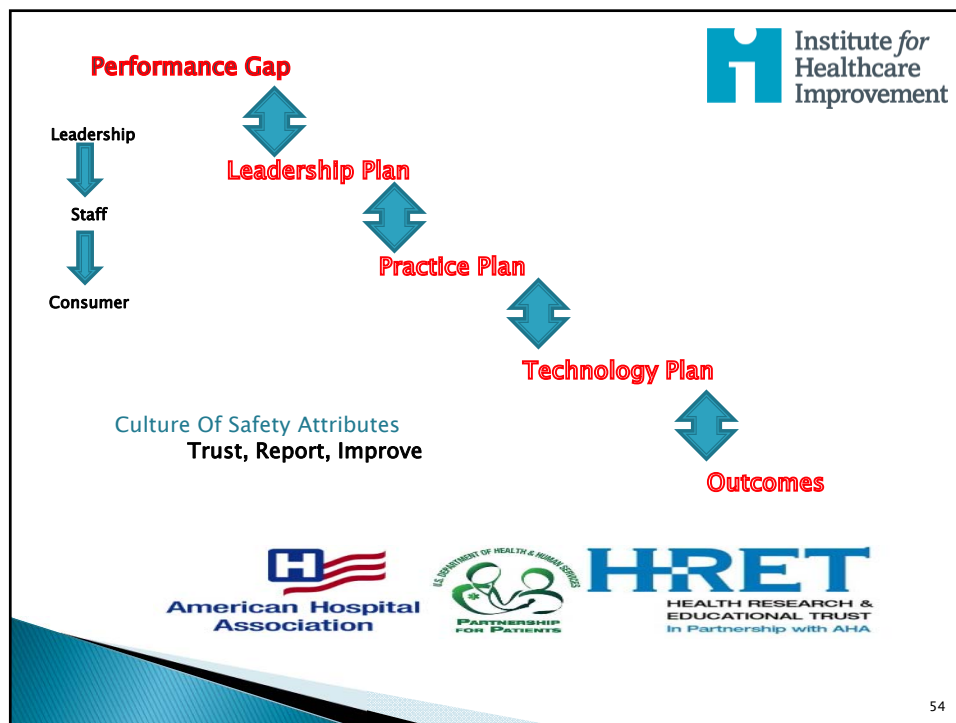 Institute for
Healthcare
Improvement
Performance Gap
Leadership
Leadership Plan
Staff
Practice Plan
Consumer
Technology Plan
Culture Of Safety Attributes
Trust, Report, Improve
Outcomes
H
American Hospital
Association
U.S. DEPARTMENT OF HEALTH & HUMAN SERVICES
PARTNERSHIP
FOR PATIENTS
HRET
HEALTH RESEARCH &
EDUCATIONAL TRUST
In Partnership with AHA
54